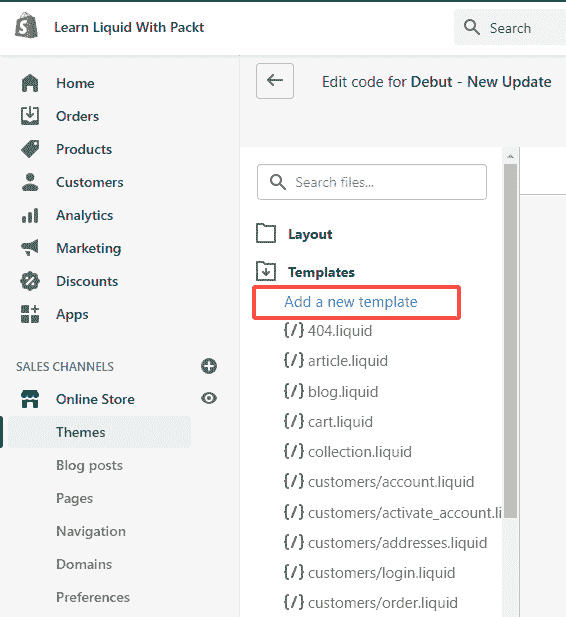 Learn Liquid With Packt
Search
Home
Orders
Products
Customers
Analytics
Marketing
Discounts
Apps
SALES CHANNELS
Online Store
Themes
Blog posts
Pages
Navigation
Domains
Preferences
Edit code for Debut - New Update
Search files...
Layout
Templates
Add a new template
{/} 404.liquid
{/} article.liquid
{/} blog.liquid
{/} cart.liquid
{/} collection.liquid
{/} customers/account.liquid
{/} customers/activate_account.li
{/} customers/addresses.liquid
{/} customers/login.liquid
{/} customers/order.liquid